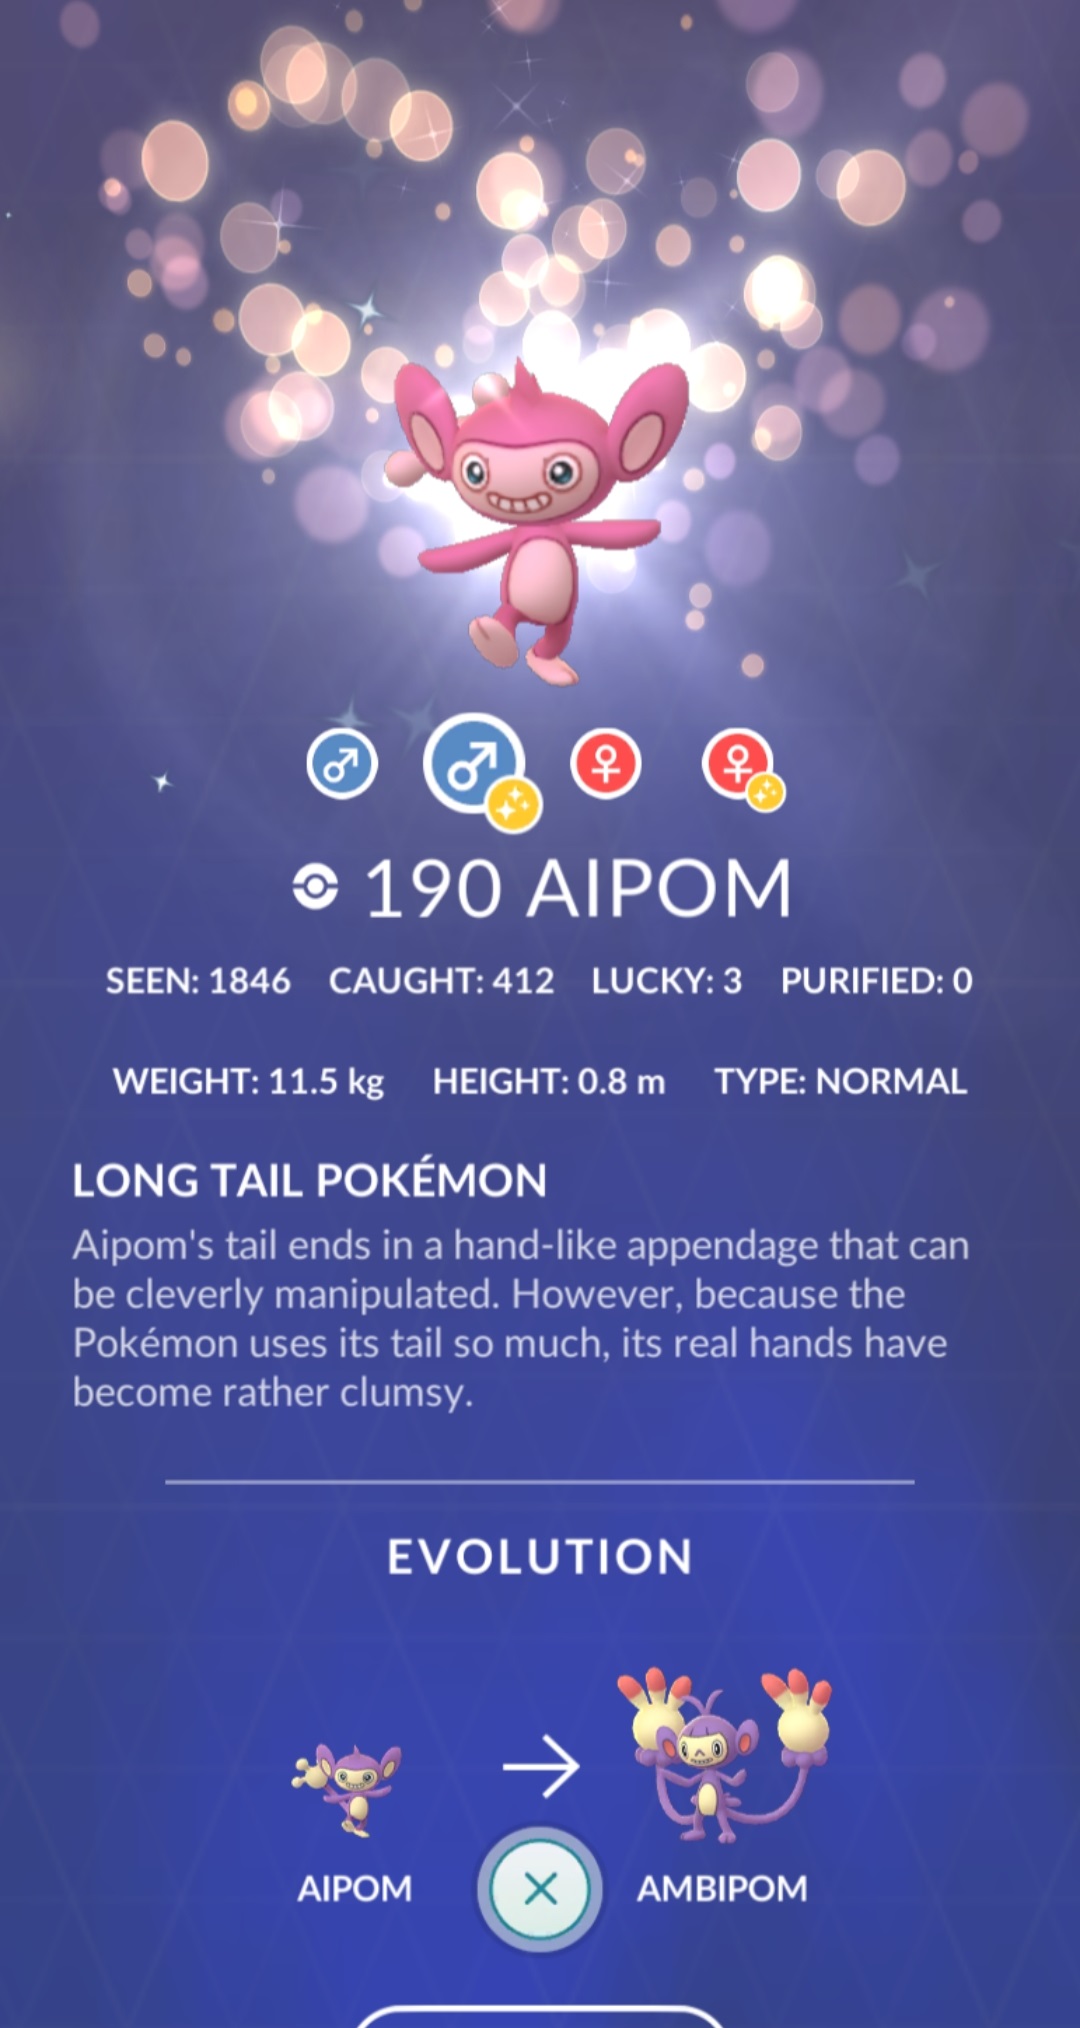 190 AIPOM
SEEN: 1846 CAUGHT: 412 LUCKY: 3 PURIFIED: 0
WEIGHT: 11.5 kg HEIGHT: 0.8 m TYPE: NORMAL
LONG TAIL POKÉMON
Aipom's tail ends in a hand-like appendage that can
be cleverly manipulated. However, because the
Pokémon uses its tail so much, its real hands have
become rather clumsy.
EVOLUTION
AIPOM AMBIPOM